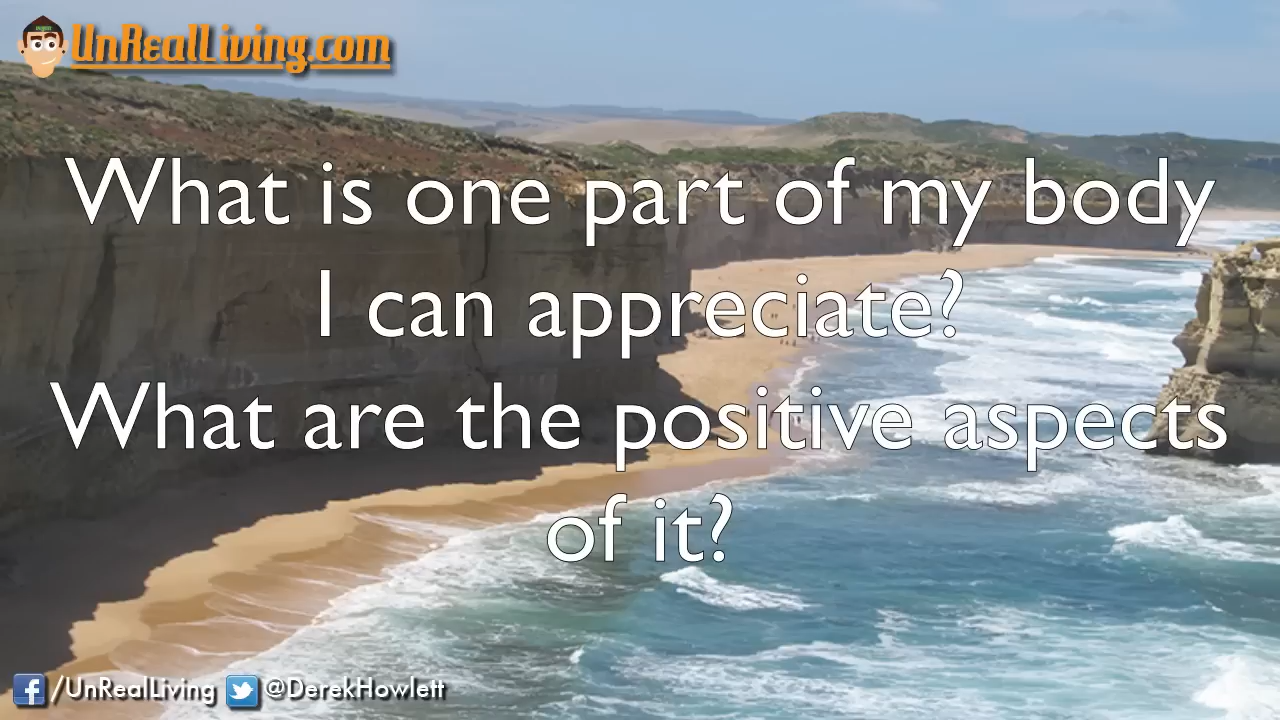 UnRealLiving.com
What is one part of my body
I can appreciate?
What are the positive aspects
of it?
/UnRealLiving @DerekHowlett